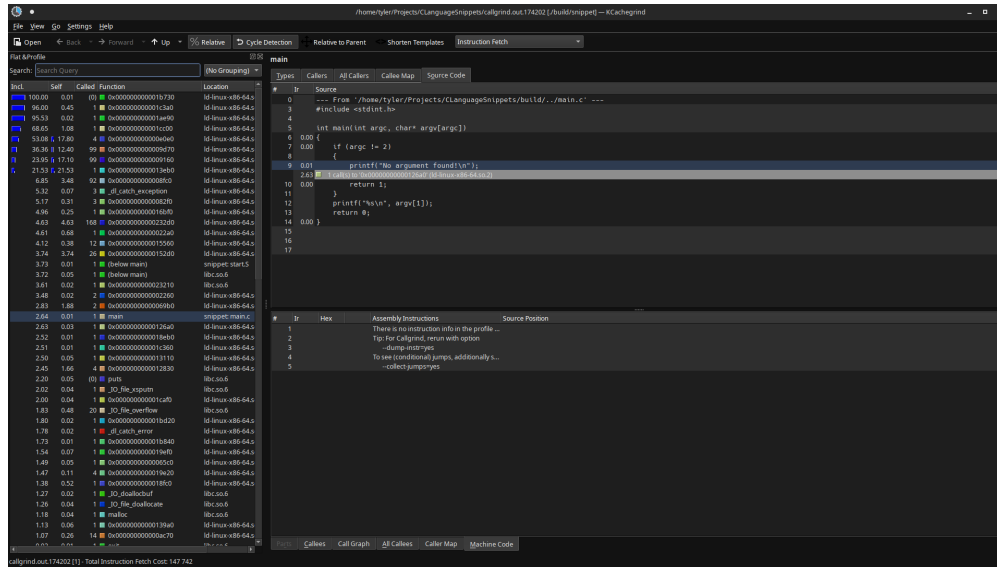 /home/tyler/Projects/CLanguageSnippets/callgrind.out.174202 [./build/snippet] — KCachegrind
File View Go Settings Help
Open Back Forward Up % Relative Cycle Detection Relative to Parent Shorten Templates Instruction Fetch
Flat &Profile
Search: Search Query (No Grouping)
Incl. Self Called Function Location
100.00 0.01 (0) 0x000000000001b730 ld-linux-x86-64.s
96.00 0.45 1 0x000000000001c3a0 ld-linux-x86-64.s
95.53 0.02 1 0x000000000001ae90 ld-linux-x86-64.s
68.65 1.08 1 0x000000000001cc00 ld-linux-x86-64.s
53.08 17.80 4 0x000000000000e0e0 ld-linux-x86-64.s
36.36 12.40 99 0x0000000000009d70 ld-linux-x86-64.s
23.95 17.10 99 0x0000000000009160 ld-linux-x86-64.s
21.53 21.53 1 0x0000000000013eb0 ld-linux-x86-64.s
6.85 3.48 92 0x0000000000008fc0 ld-linux-x86-64.s
5.32 0.07 3 _dl_catch_exception ld-linux-x86-64.s
5.17 0.31 3 0x00000000000082f0 ld-linux-x86-64.s
4.96 0.25 1 0x0000000000016bf0 ld-linux-x86-64.s
4.63 4.63 168 0x00000000000232d0 ld-linux-x86-64.s
4.61 0.68 1 0x00000000000022a0 ld-linux-x86-64.s
4.12 0.38 12 0x0000000000015560 ld-linux-x86-64.s
3.74 3.74 26 0x00000000000152d0 ld-linux-x86-64.s
3.73 0.01 1 (below main) snippet: start.S
3.72 0.05 1 (below main) libc.so.6
3.61 0.02 1 0x0000000000023210 ld-linux-x86-64.s
3.48 0.02 2 0x0000000000002260 ld-linux-x86-64.s
2.83 1.88 2 0x00000000000069b0 ld-linux-x86-64.s
2.64 0.01 1 main snippet: main.c
2.63 0.03 1 0x00000000000126a0 ld-linux-x86-64.s
2.52 0.01 1 0x0000000000018eb0 ld-linux-x86-64.s
2.51 0.01 1 0x000000000001c360 ld-linux-x86-64.s
2.50 0.05 1 0x0000000000013110 ld-linux-x86-64.s
2.45 1.66 4 0x0000000000012830 ld-linux-x86-64.s
2.20 0.05 (0) puts libc.so.6
2.02 0.04 1 _IO_file_xsputn libc.so.6
2.00 0.04 1 0x000000000001caf0 ld-linux-x86-64.s
1.83 0.48 20 _IO_file_overflow libc.so.6
1.80 0.02 1 0x000000000001bd20 ld-linux-x86-64.s
1.78 0.02 1 _dl_catch_error ld-linux-x86-64.s
1.73 0.01 1 0x000000000001b840 ld-linux-x86-64.s
1.54 0.07 1 0x0000000000019ef0 ld-linux-x86-64.s
1.49 0.05 1 0x00000000000065c0 ld-linux-x86-64.s
1.47 0.11 4 0x0000000000019e20 ld-linux-x86-64.s
1.38 0.52 1 0x0000000000018fc0 ld-linux-x86-64.s
1.27 0.02 1 _IO_doallocbuf libc.so.6
1.26 0.04 1 _IO_file_doallocate libc.so.6
1.18 0.04 1 malloc libc.so.6
1.13 0.06 1 0x00000000000139a0 ld-linux-x86-64.s
1.07 0.26 14 0x000000000000ac70 ld-linux-x86-64.s
main
Types Callers All Callers Callee Map Source Code
# Ir Source
0 --- From '/home/tyler/Projects/CLanguageSnippets/build/../main.c' ---
3 #include <stdint.h>
4
5 int main(int argc, char* argv[argc])
6 0.00 {
7 0.00 if (argc != 2)
8 {
9 0.01 printf("No argument found!\n");
2.63 1 call(s) to '0x00000000000126a0' (ld-linux-x86-64.so.2)
10 0.00 return 1;
11 }
12 printf("%s\n", argv[1]);
13 return 0;
14 0.00 }
15
16
17
# Ir Hex Assembly Instructions Source Position
1 There is no instruction info in the profile ...
2 Tip: For Callgrind, rerun with option
3 --dump-instr=yes
4 To see (conditional) jumps, additionally s...
5 --collect-jumps=yes
Parts Callees Call Graph All Callees Caller Map Machine Code
callgrind.out.174202 [1] - Total Instruction Fetch Cost: 147 742